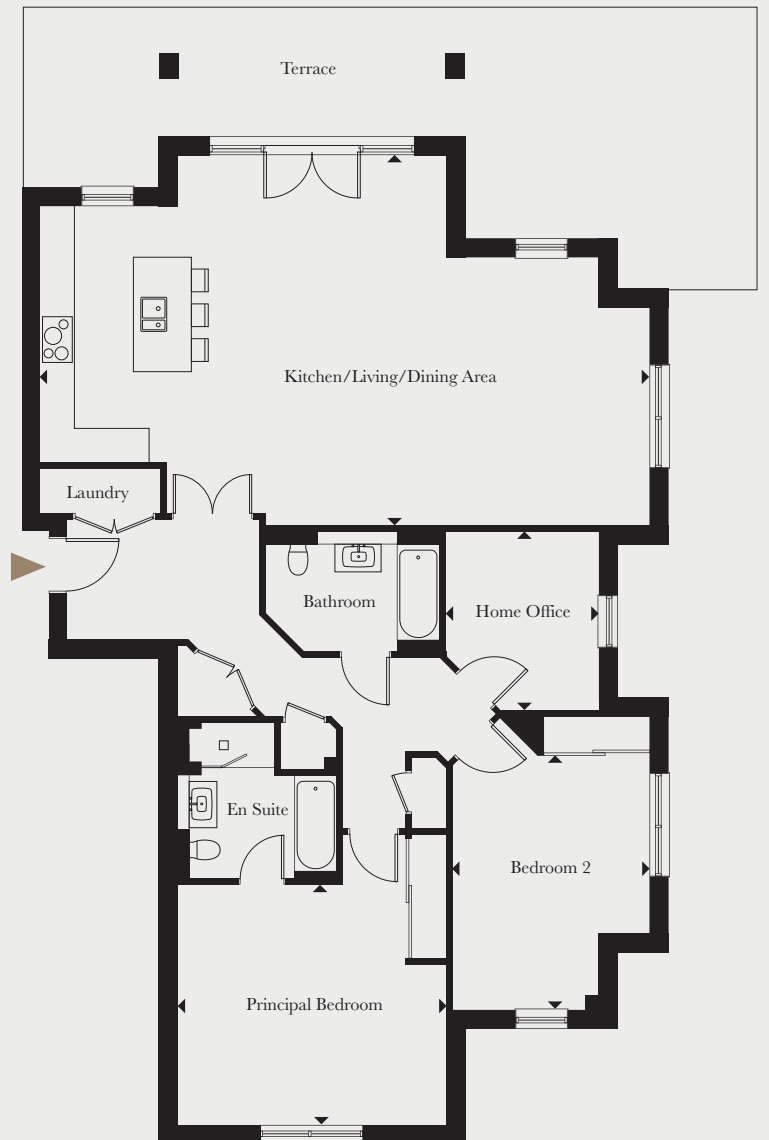 Terrace
Kitchen/Living/Dining Area
Laundry
Bathroom
Home Office
En Suite
Bedroom 2
Principal Bedroom